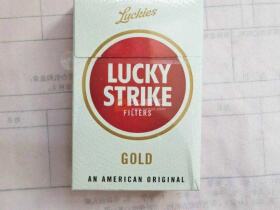 Luckies
LUCKY
STRIKE
FILTERS
GOLD
AN AMERICAN ORIGINAL